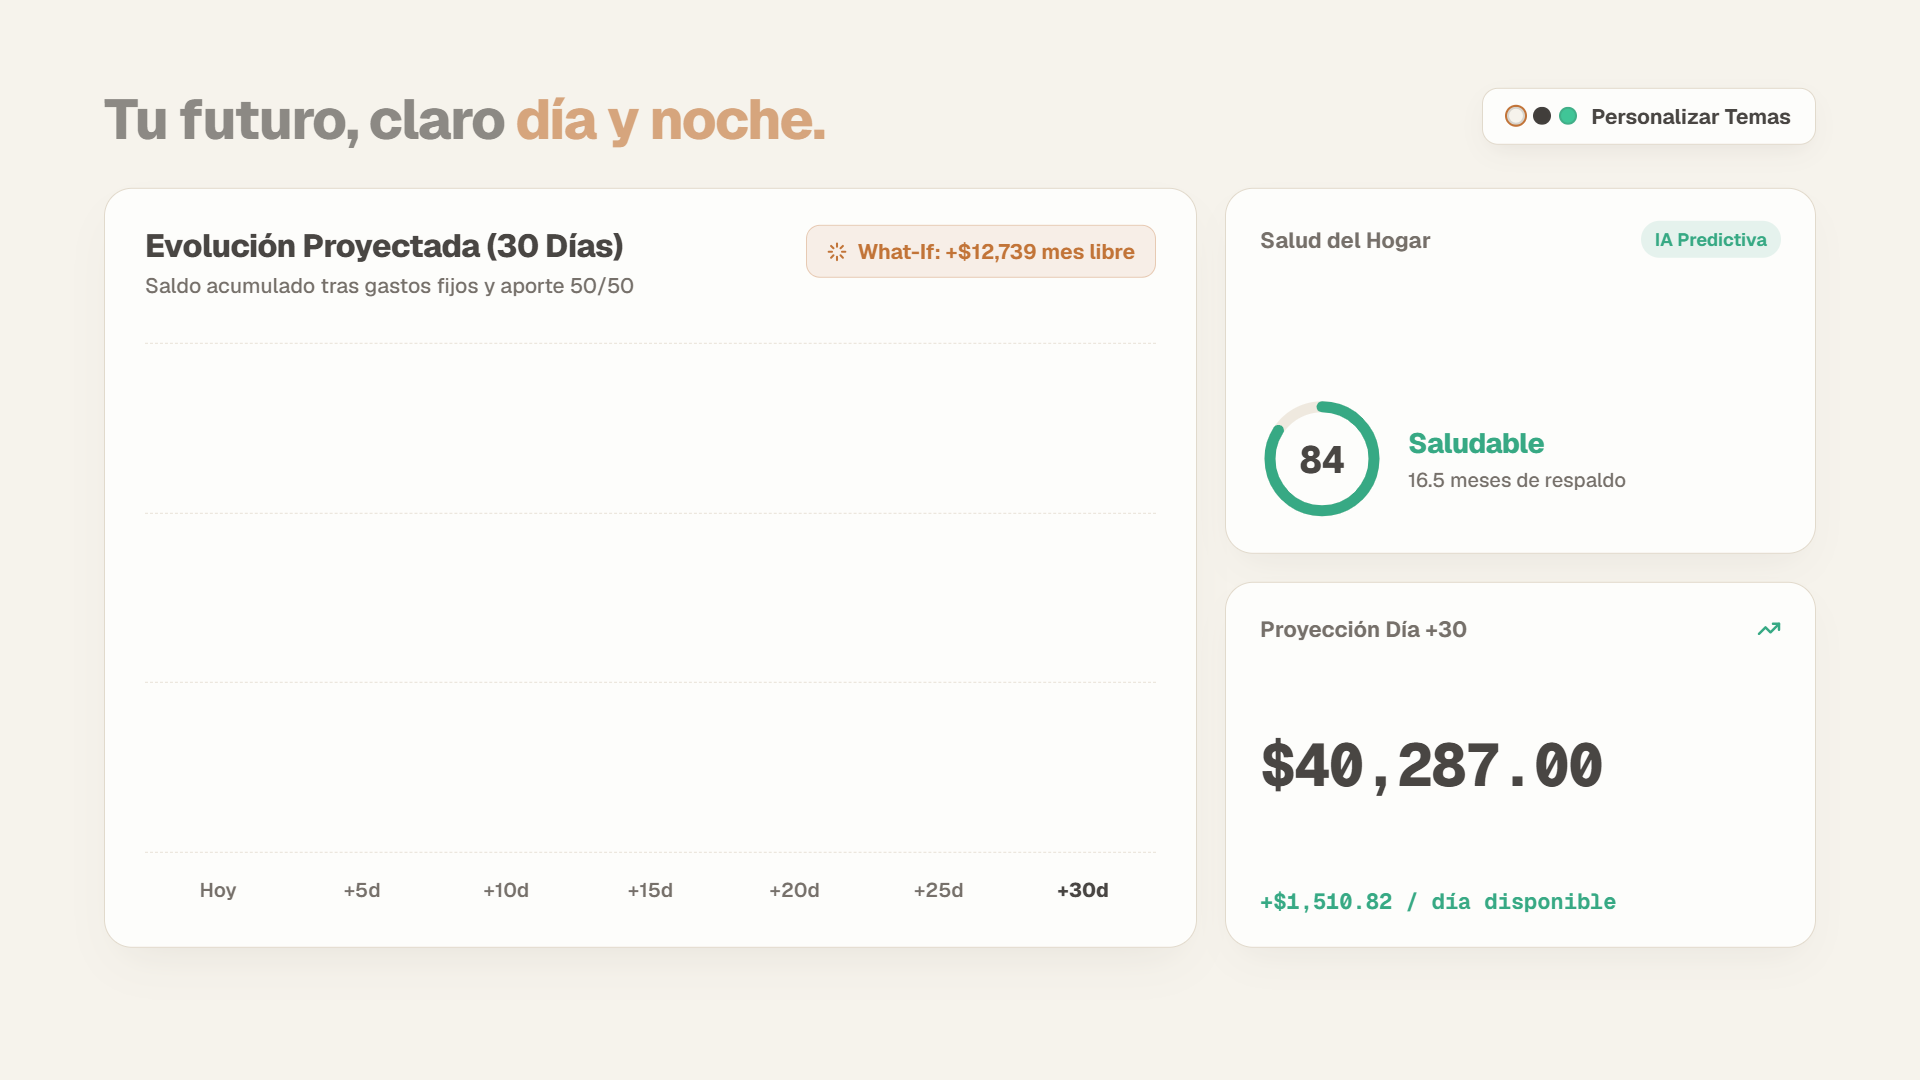 Tu futuro, claro día y noche.
Personalizar Temas
Evolución Proyectada (30 Días)
Saldo acumulado tras gastos fijos y aporte 50/50
What-If: +$12,739 mes libre
Hoy +5d +10d +15d +20d +25d +30d
Salud del Hogar
IA Predictiva
84
Saludable
16.5 meses de respaldo
Proyección Día +30
$40,287.00
+$1,510.82 / día disponible